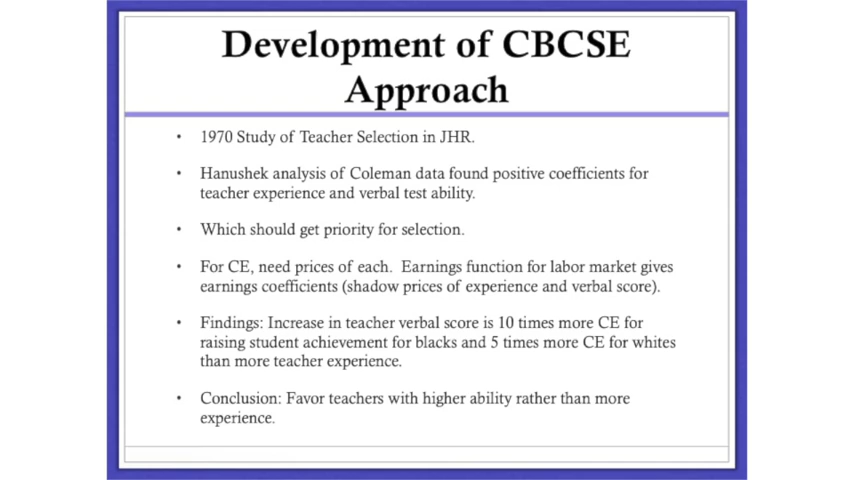 Development of CBCSE
Approach
• 1970 Study of Teacher Selection in JHR.
• Hanushek analysis of Coleman data found positive coefficients for
teacher experience and verbal test ability.
• Which should get priority for selection.
• For CE, need prices of each. Earnings function for labor market gives
earnings coefficients (shadow prices of experience and verbal score).
• Findings: Increase in teacher verbal score is 10 times more CE for
raising student achievement for blacks and 5 times more CE for whites
than more teacher experience.
• Conclusion: Favor teachers with higher ability rather than more
experience.